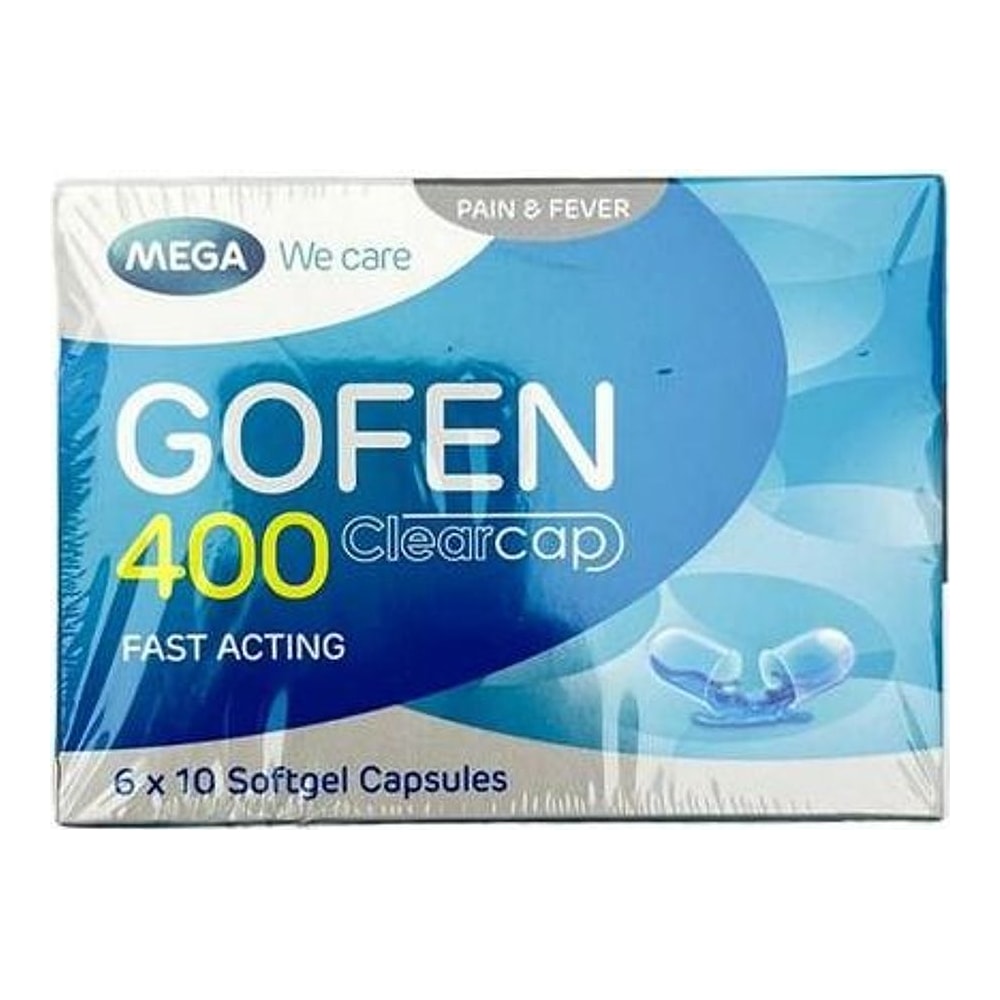 PAIN & FEVER
MEGA We care
GOFEN
400 Clearcap
FAST ACTING
6 x 10 Softgel Capsules